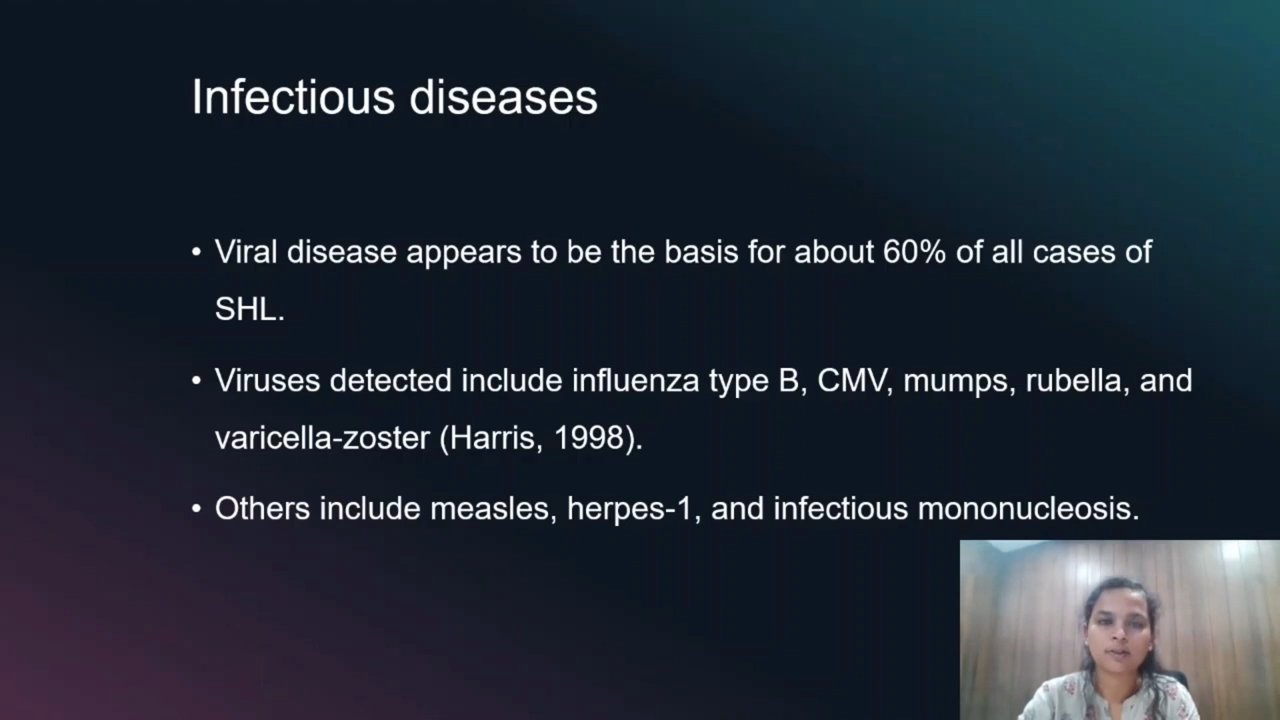 Infectious diseases
• Viral disease appears to be the basis for about 60% of all cases of
SHL.
• Viruses detected include influenza type B, CMV, mumps, rubella, and
varicella-zoster (Harris, 1998).
• Others include measles, herpes-1, and infectious mononucleosis.